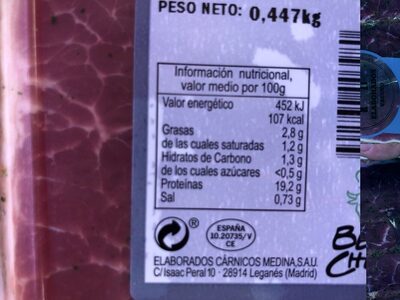 PESO NETO: 0,447kg
Información nutricional,
valor medio por 100g
Valor energético 452 kJ
107 kcal
Grasas 2,8 g
de las cuales saturadas 1,2 g
Hidratos de Carbono 1,3 g
de los cuales azúcares <0,5 g
Proteínas 19,2 g
Sal 0,73 g
®
ESPAÑA
10.20735/V
CE
ELABORADOS CÁRNICOS MEDINA,S.A.U.
C/ Isaac Peral 10 · 28914 Leganés (Madrid)
ELABORADOS